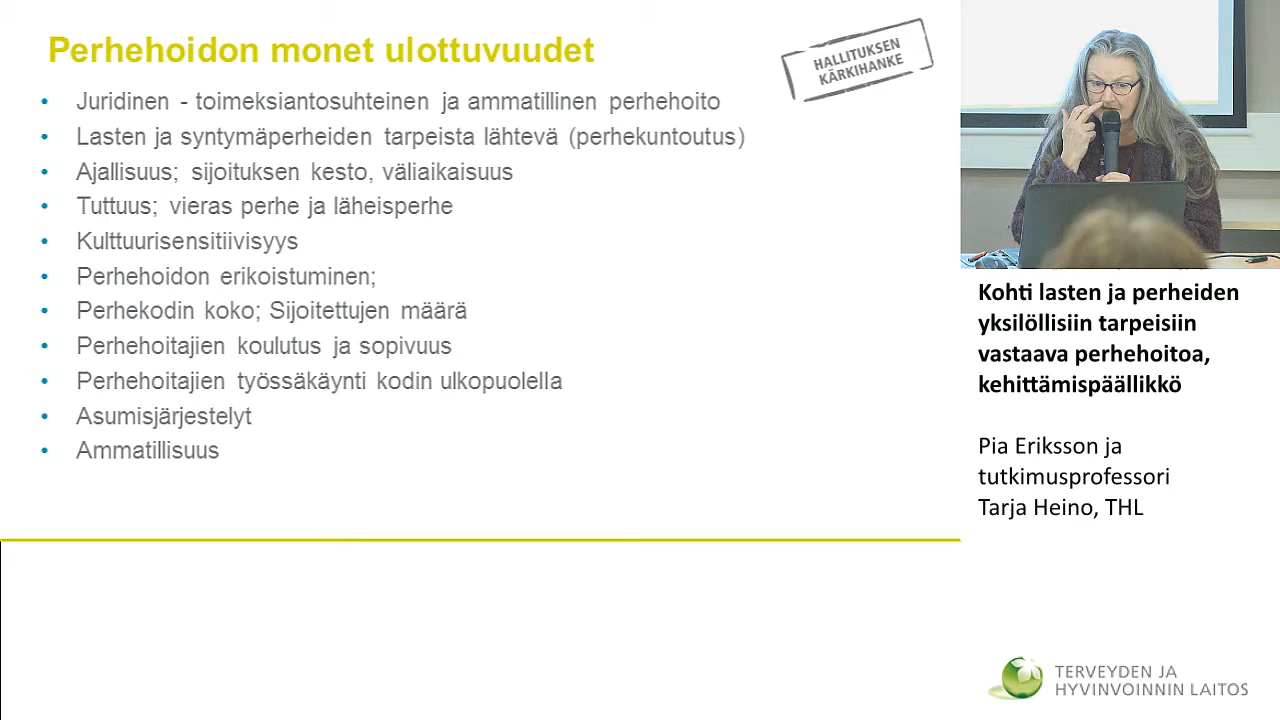 Perhehoidon monet ulottuvuudet
HALLITUKSEN
KÄRKIHANKE
• Juridinen - toimeksiantosuhteinen ja ammatillinen perhehoito
• Lasten ja syntymäperheiden tarpeista lähtevä (perhekuntoutus)
• Ajallisuus; sijoituksen kesto, väliaikaisuus
• Tuttuus; vieras perhe ja läheisperhe
• Kulttuurisensitiivisyys
• Perhehoidon erikoistuminen;
• Perhekodin koko; Sijoitettujen määrä
• Perhehoitajien koulutus ja sopivuus
• Perhehoitajien työssäkäynti kodin ulkopuolella
• Asumisjärjestelyt
• Ammatillisuus
Kohti lasten ja perheiden
yksilöllisiin tarpeisiin
vastaava perhehoitoa,
kehittämispäällikkö
Pia Eriksson ja
tutkimusprofessori
Tarja Heino, THL
TERVEYDEN JA
HYVINVOINNIN LAITOS